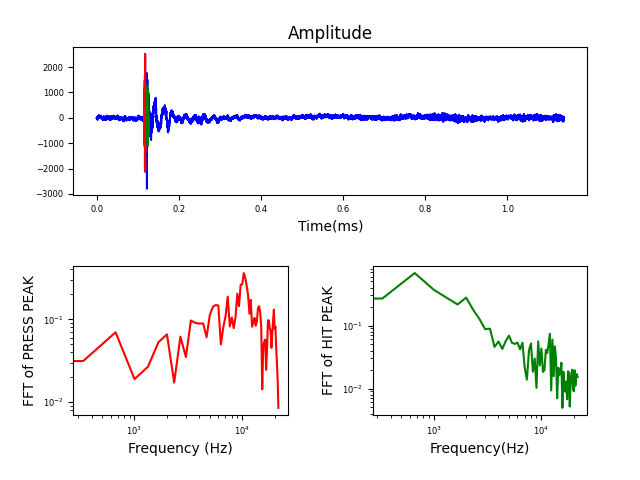 Amplitude
2000
1000
0
−1000
−2000
−3000
0.0 0.2 0.4 0.6 0.8 1.0
Time(ms)
FFT of PRESS PEAK
10⁻¹
10⁻²
10³ 10⁴
Frequency (Hz)
FFT of HIT PEAK
10⁻¹
10⁻²
10³ 10⁴
Frequency(Hz)